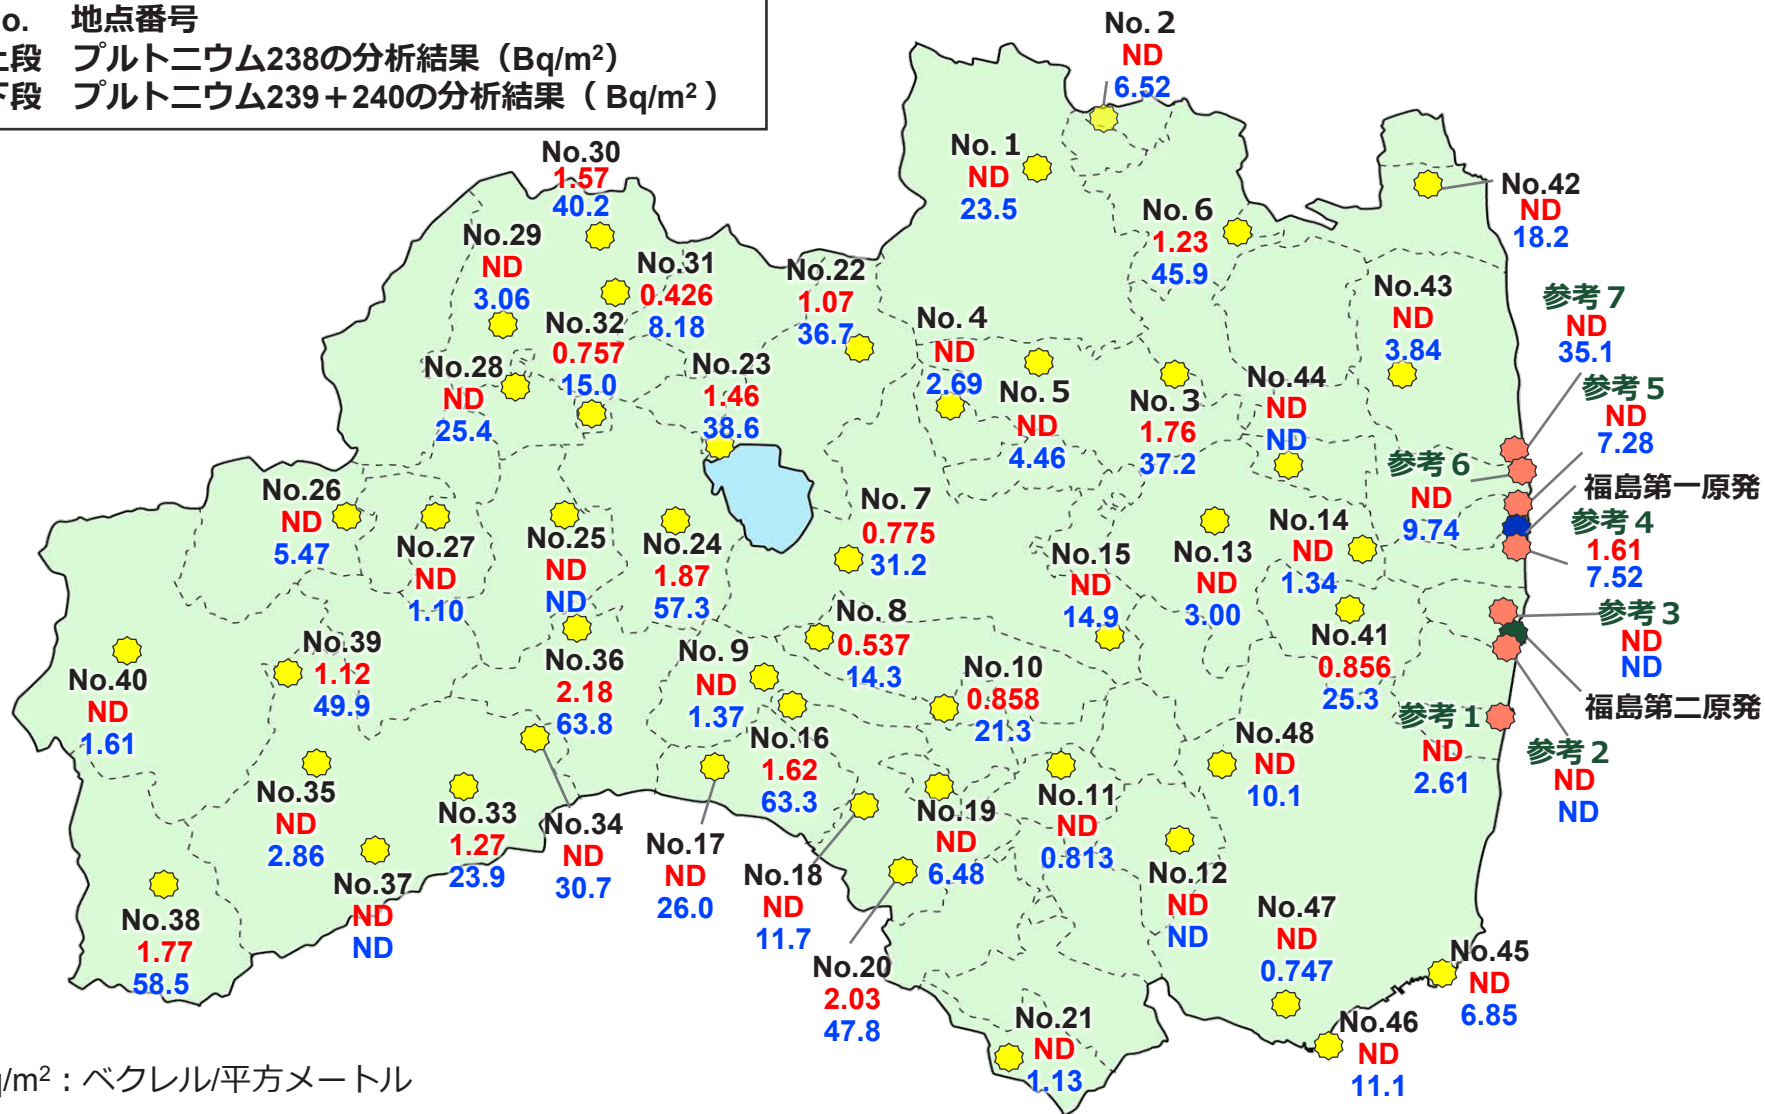 o. 地点番号
上段 プルトニウム238の分析結果（Bq/m²）
下段 プルトニウム239＋240の分析結果（ Bq/m² ）
No. 2
ND
6.52
No. 1
ND
23.5
No.30
1.57
40.2
No.42
ND
18.2
No. 6
1.23
45.9
No.29
ND
3.06
No.31
0.426
8.18
No.22
1.07
36.7
No.43
ND
3.84
参考７
ND
35.1
No.32
0.757
15.0
No. 4
ND
2.69
No.28
ND
25.4
No.23
1.46
38.6
No. 5
ND
4.46
No. 3
1.76
37.2
No.44
ND
ND
参考５
ND
7.28
参考６
ND
9.74
福島第一原発
No.26
ND
5.47
No. 7
0.775
31.2
参考４
1.61
7.52
No.27
ND
1.10
No.25
ND
ND
No.24
1.87
57.3
No.15
ND
14.9
No.13
ND
3.00
No.14
ND
1.34
参考３
ND
ND
No. 8
0.537
14.3
No.39
1.12
49.9
No.36
2.18
63.8
No. 9
ND
1.37
No.10
0.858
21.3
No.41
0.856
25.3
No.40
ND
1.61
福島第二原発
参考１
ND
2.61
No.16
1.62
63.3
No.48
ND
10.1
参考２
ND
ND
No.35
ND
2.86
No.33
1.27
23.9
No.34
ND
30.7
No.19
ND
6.48
No.11
ND
0.813
No.17
ND
26.0
No.18
ND
11.7
No.12
ND
ND
No.37
ND
ND
No.38
1.77
58.5
No.47
ND
0.747
No.20
2.03
47.8
No.45
ND
6.85
No.21
ND
1.13
No.46
ND
11.1
q/m²：ベクレル/平方メートル